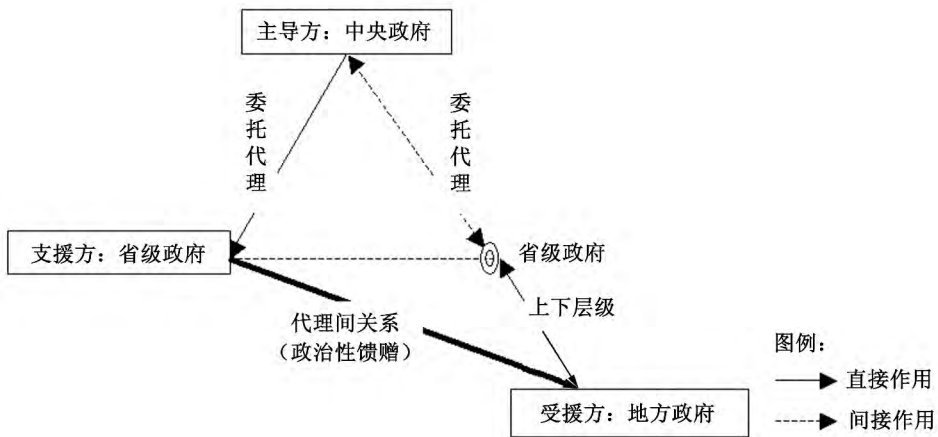 主导方：中央政府
委托代理
委托代理
支援方：省级政府
省级政府
上下层级
代理间关系
（政治性馈赠）
受援方：地方政府
图例：
直接作用
间接作用